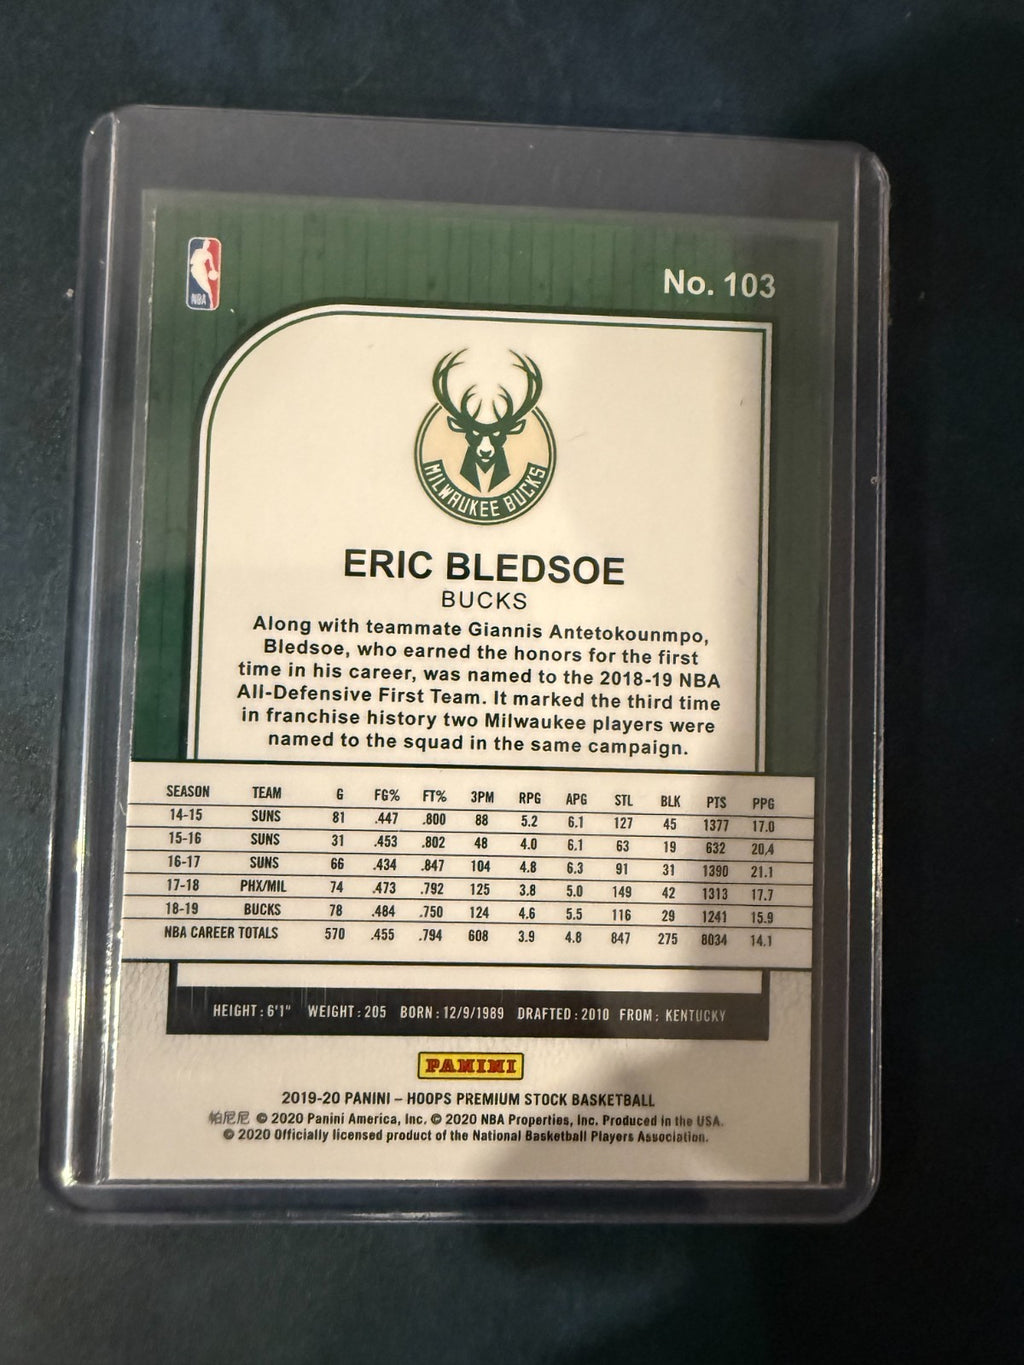 NBA
No. 103
MILWAUKEE BUCKS
ERIC BLEDSOE
BUCKS
Along with teammate Giannis Antetokounmpo,
Bledsoe, who earned the honors for the first
time in his career, was named to the 2018-19 NBA
All-Defensive First Team. It marked the third time
in franchise history two Milwaukee players were
named to the squad in the same campaign.
SEASON TEAM G FG% FT% 3PM RPG APG STL BLK PTS PPG
14-15 SUNS 81 .447 .800 88 5.2 6.1 127 45 1377 17.0
15-16 SUNS 31 .453 .802 48 4.0 6.1 63 19 632 20.4
16-17 SUNS 66 .434 .847 104 4.8 6.3 91 31 1390 21.1
17-18 PHX/MIL 74 .473 .792 125 3.8 5.0 149 42 1313 17.7
18-19 BUCKS 78 .484 .750 124 4.6 5.5 116 29 1241 15.9
NBA CAREER TOTALS 570 .455 .794 608 3.9 4.8 847 275 8034 14.1
HEIGHT: 6'1" WEIGHT: 205 BORN: 12/9/1989 DRAFTED: 2010 FROM: KENTUCKY
PANINI
2019-20 PANINI – HOOPS PREMIUM STOCK BASKETBALL
帕尼尼 © 2020 Panini America, Inc. © 2020 NBA Properties, Inc. Produced in the USA.
© 2020 Officially licensed product of the National Basketball Players Association.